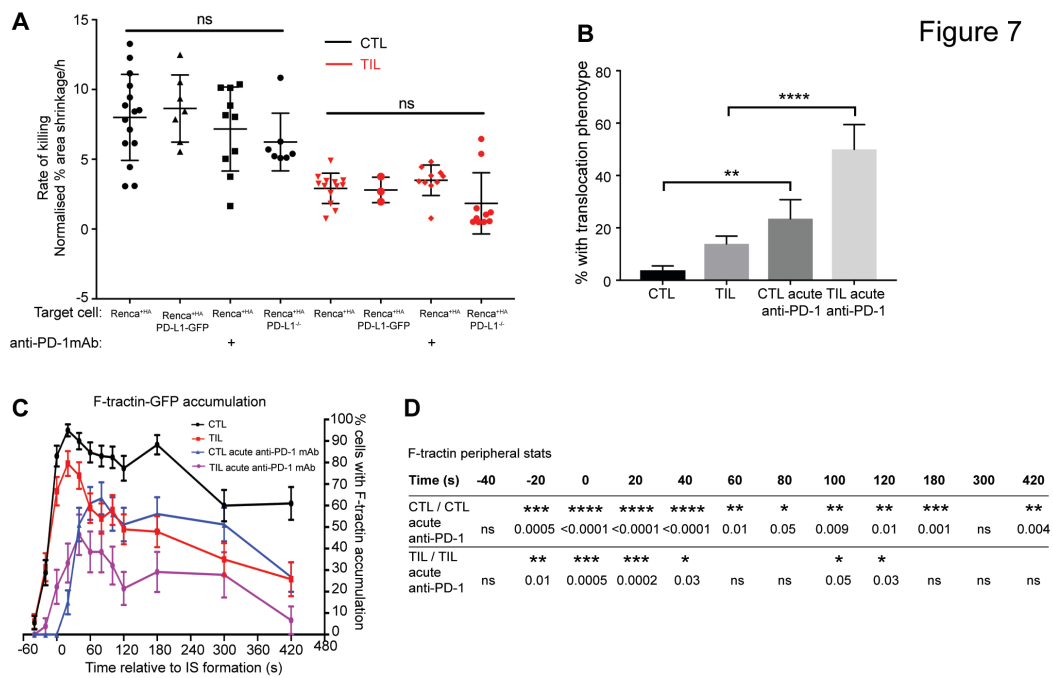 Figure 7
A
ns
CTL
TIL
ns
15
10
5
0
-5
Rate of killing
Normalised % area shrinkage/h
Target cell: Renca+HA Renca+HA Renca+HA Renca+HA Renca+HA Renca+HA Renca+HA Renca+HA
PD-L1-GFP PD-L1-/- PD-L1-GFP PD-L1-/-
anti-PD-1mAb: + +
B
% with translocation phenotype
80
60
40
20
0
****
**
CTL TIL CTL acute TIL acute
anti-PD-1 anti-PD-1
C
F-tractin-GFP accumulation
CTL
TIL
CTL acute anti-PD-1 mAb
TIL acute anti-PD-1 mAb
100
90
80
70
60
50
40
30
20
10
0
% cells with F-tractin accumulation
-60 0 60 120 180 240 300 360 420 480
Time relative to IS formation (s)
D
F-tractin peripheral stats
Time (s) -40 -20 0 20 40 60 80 100 120 180 300 420
CTL / CTL *** **** **** **** ** * ** ** *** **
acute ns 0.0005 <0.0001 <0.0001 <0.0001 0.01 0.05 0.009 0.01 0.001 ns 0.004
anti-PD-1
TIL / TIL ** *** *** * * *
acute ns 0.01 0.0005 0.0002 0.03 ns ns 0.05 0.03 ns ns ns
anti-PD-1